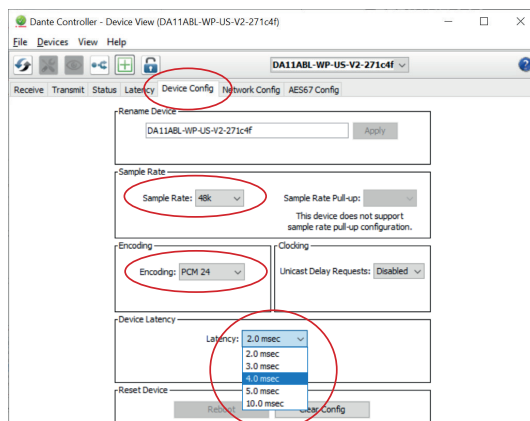 Dante Controller - Device View (DA11ABL-WP-US-V2-271c4f)
File Devices View Help
DA11ABL-WP-US-V2-271c4f
?
Receive Transmit Status Latency Device Config Network Config AES67 Config
Rename Device
DA11ABL-WP-US-V2-271c4f Apply
Sample Rate
Sample Rate: 48k Sample Rate Pull-up:
This device does not support
sample rate pull-up configuration.
Encoding Clocking
Encoding: PCM 24 Unicast Delay Requests: Disabled
Device Latency
Latency: 2.0 msec
2.0 msec
3.0 msec
4.0 msec
5.0 msec
10.0 msec
Reset Device
Reboot Clear Config